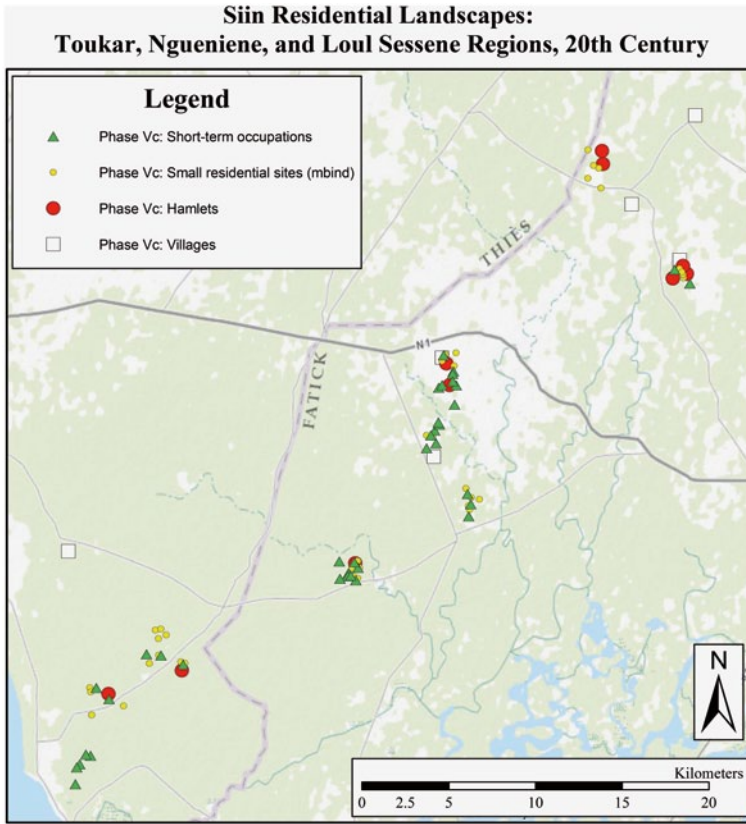 Siin Residential Landscapes:
Toukar, Ngueniene, and Loul Sessene Regions, 20th Century
Legend
Phase Vc: Short-term occupations
Phase Vc: Small residential sites (mbind)
Phase Vc: Hamlets
Phase Vc: Villages
THIÈS
N1
FATICK
N
Kilometers
0 2.5 5 10 15 20